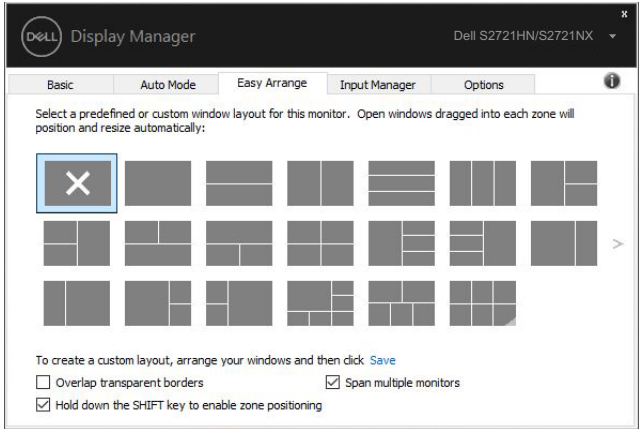 x
DELL Display Manager Dell S2721HN/S2721NX
Basic Auto Mode Easy Arrange Input Manager Options i
Select a predefined or custom window layout for this monitor. Open windows dragged into each zone will
position and resize automatically:
>
To create a custom layout, arrange your windows and then click Save
Overlap transparent borders Span multiple monitors
Hold down the SHIFT key to enable zone positioning